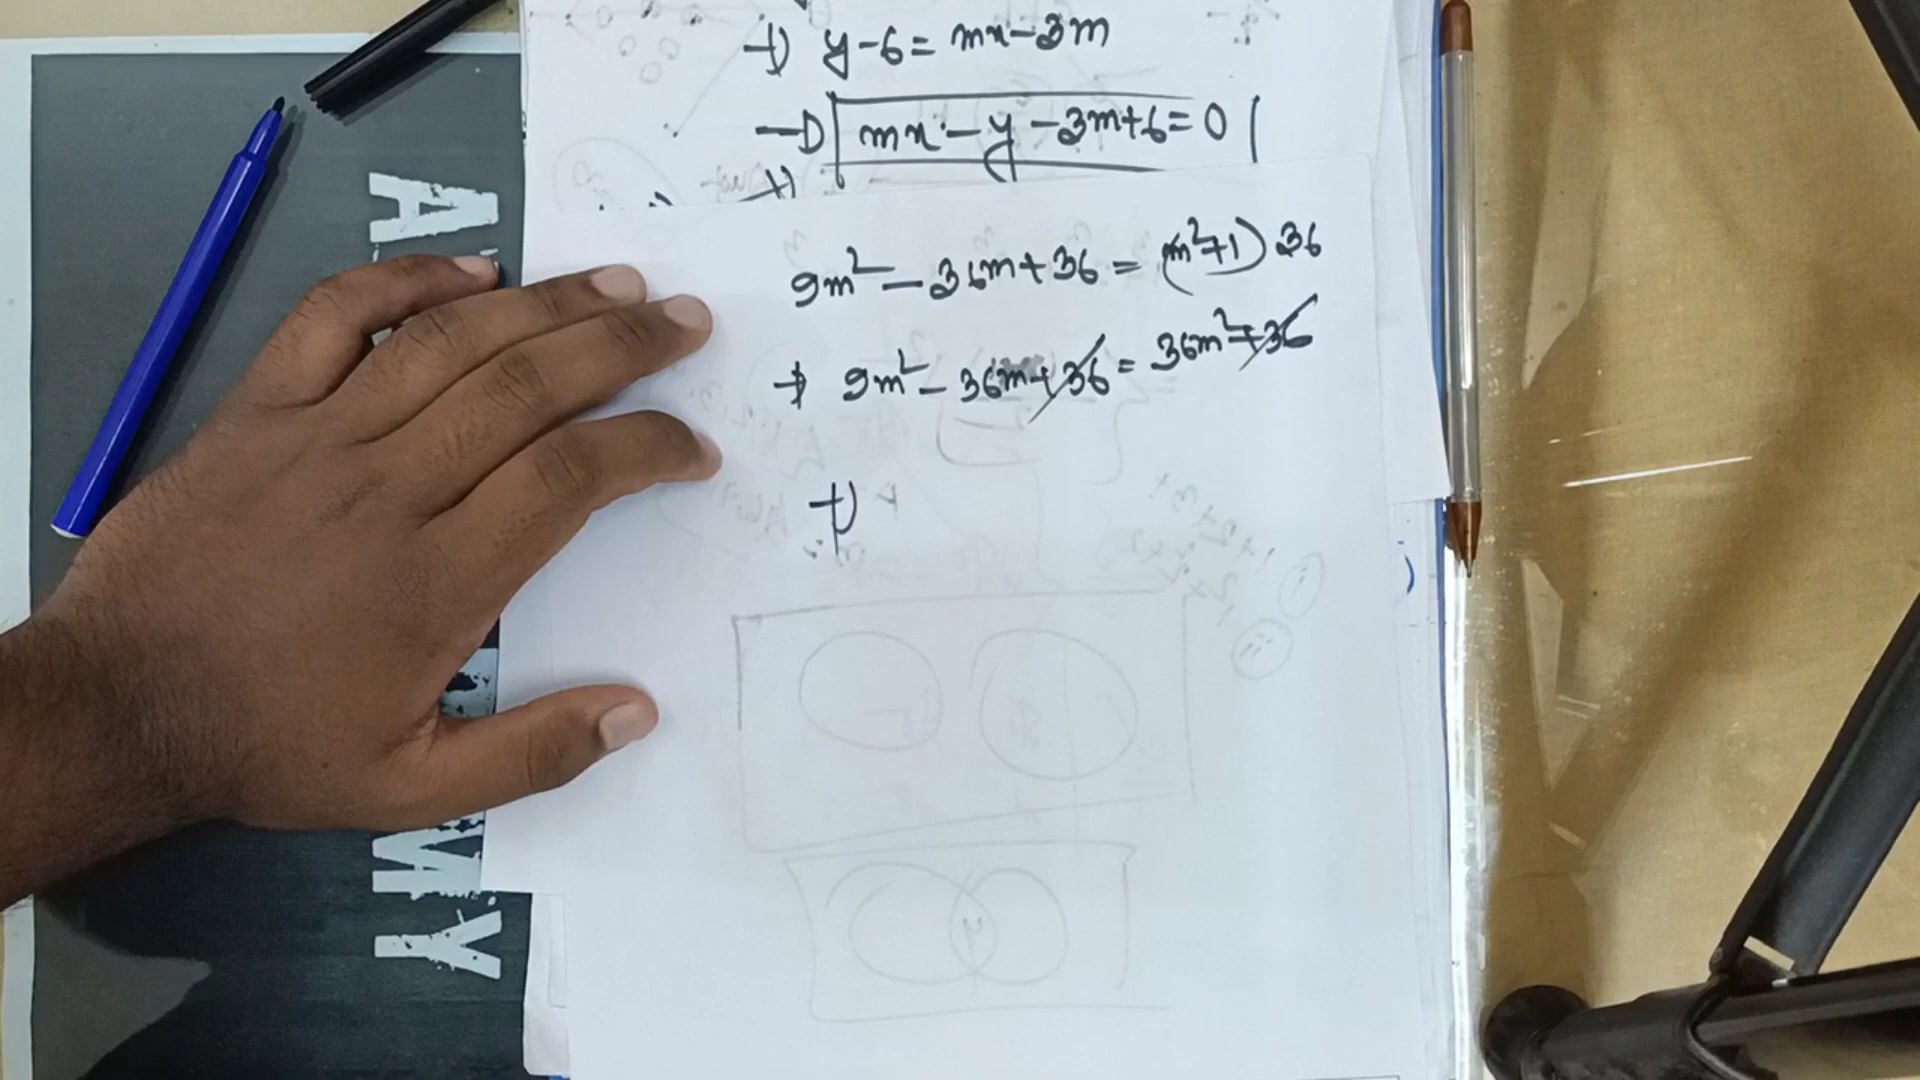 y-6 = mx-3m
mx-y-3m+6=0
9m²-36m+36 = (m²+1)36
9m²-36m+36 = 36m²+36